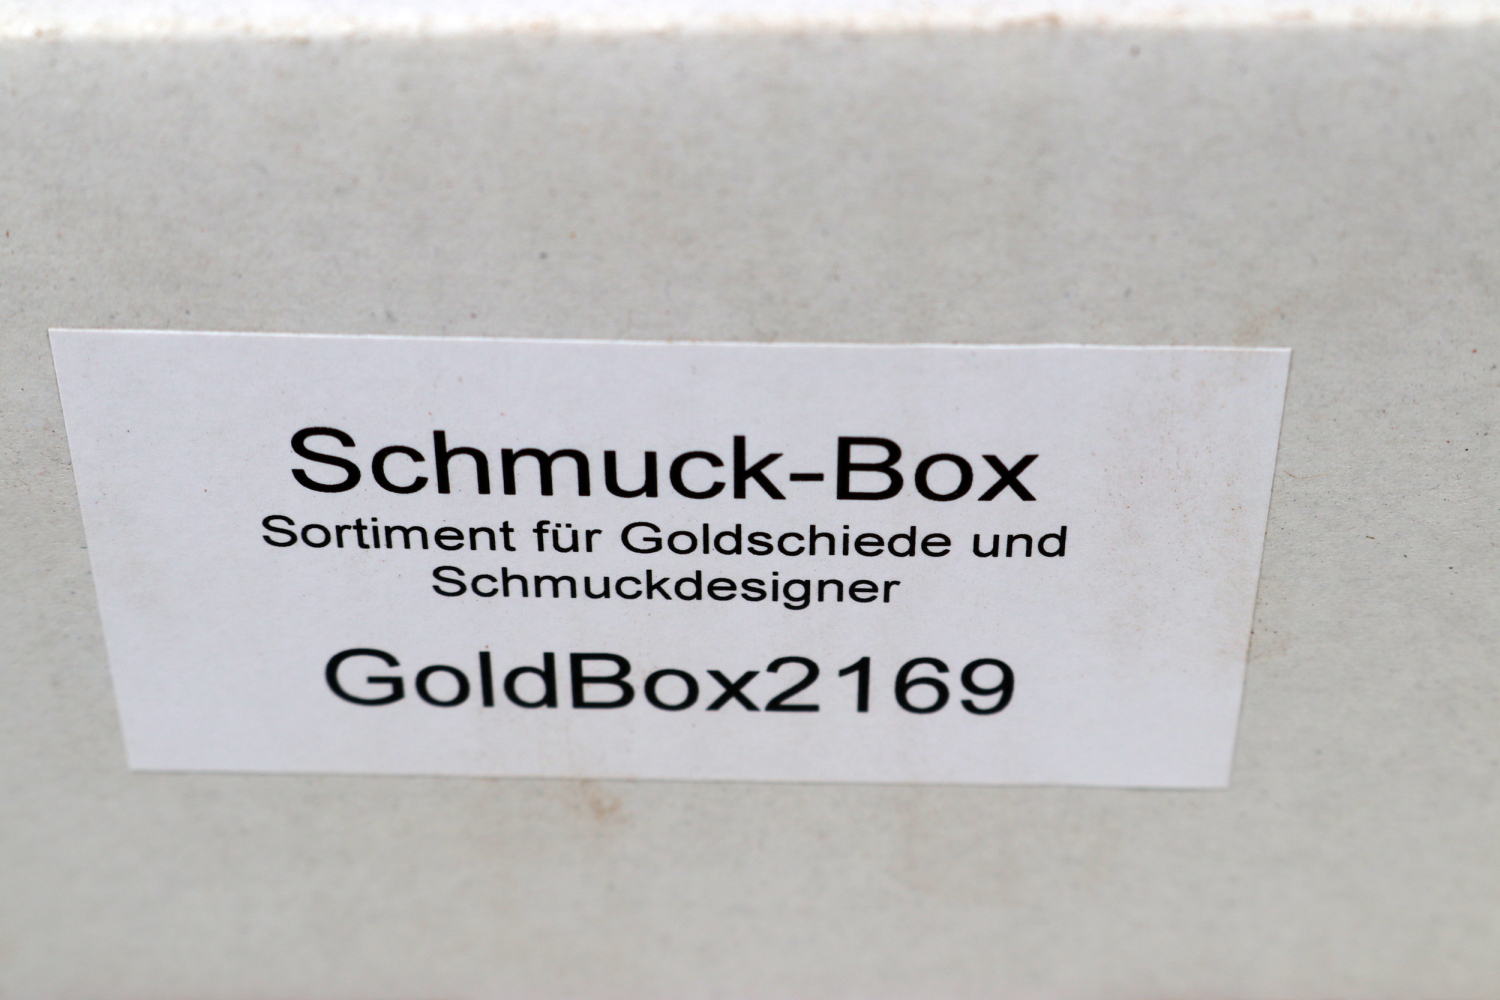 Schmuck-Box
Sortiment für Goldschiede und
Schmuckdesigner
GoldBox2169